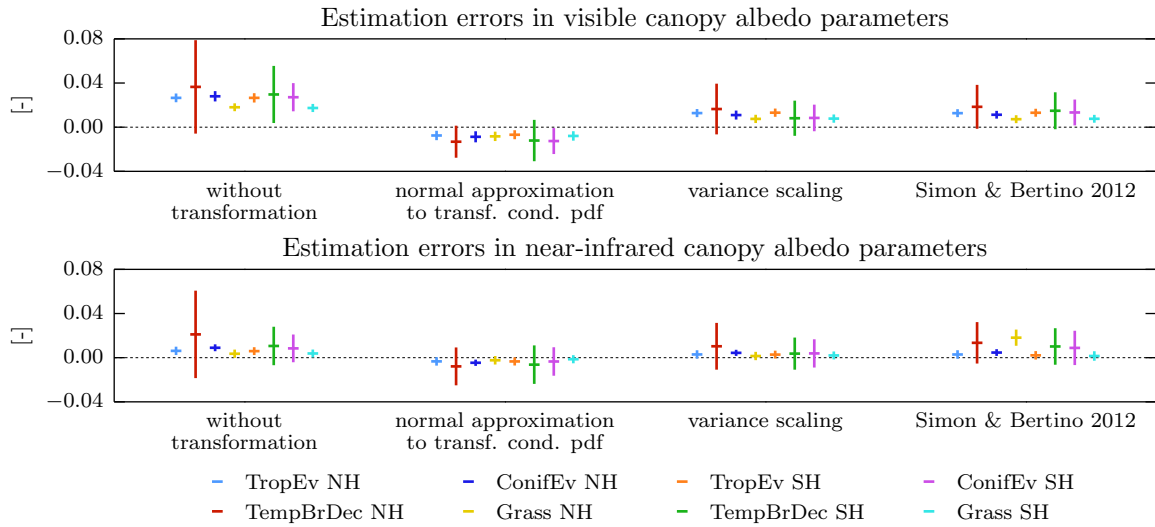 Estimation errors in visible canopy albedo parameters
0.08
0.04
0.00
−0.04
[-]
without
transformation
normal approximation
to transf. cond. pdf
variance scaling
Simon & Bertino 2012
Estimation errors in near-infrared canopy albedo parameters
0.08
0.04
0.00
−0.04
[-]
without
transformation
normal approximation
to transf. cond. pdf
variance scaling
Simon & Bertino 2012
TropEv NH
ConifEv NH
TropEv SH
ConifEv SH
TempBrDec NH
Grass NH
TempBrDec SH
Grass SH